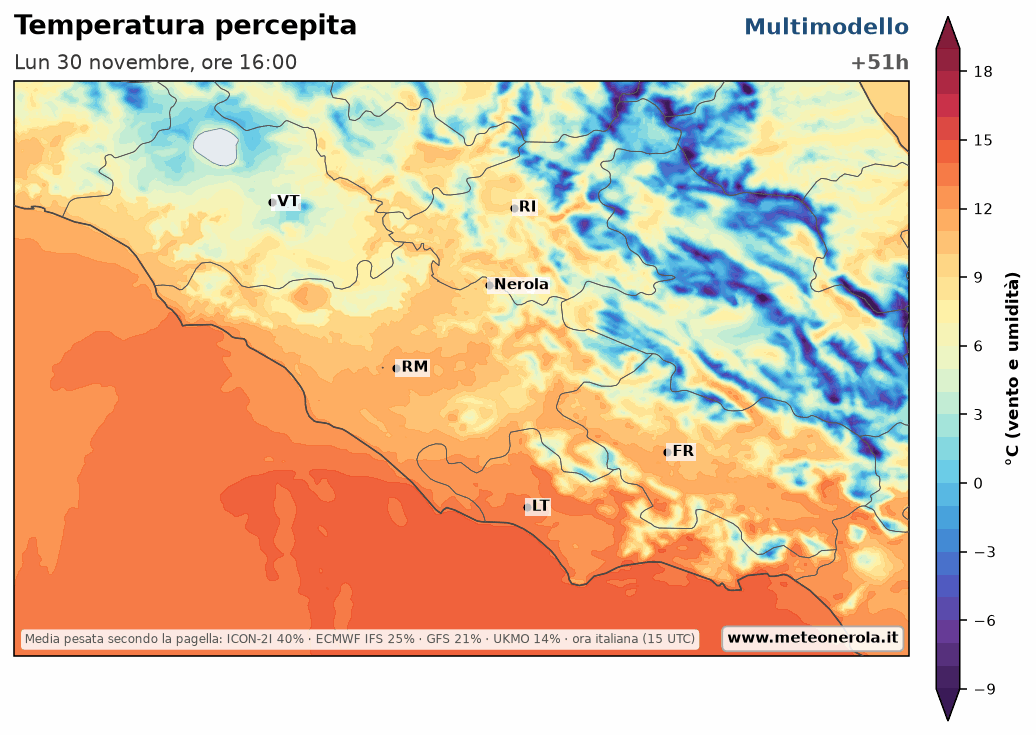 Temperatura percepita
Multimodello
Lun 30 novembre, ore 16:00
+51h
VT
RI
Nerola
RM
FR
LT
18
15
12
9
6
3
0
−3
−6
−9
°C (vento e umidità)
Media pesata secondo la pagella: ICON-2I 40% · ECMWF IFS 25% · GFS 21% · UKMO 14% · ora italiana (15 UTC)
www.meteonerola.it